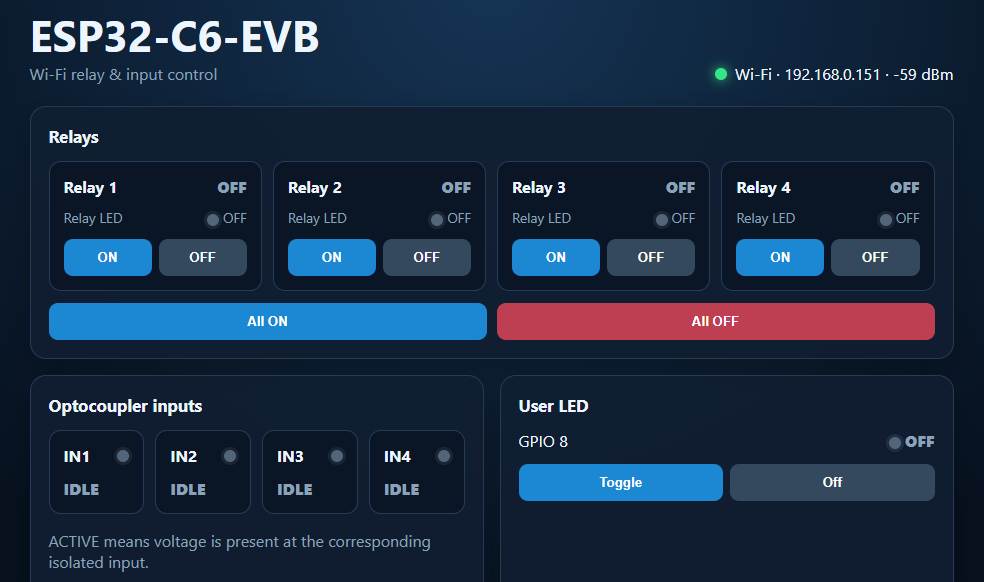 ESP32-C6-EVB
Wi-Fi relay & input control
Wi-Fi · 192.168.0.151 · -59 dBm
Relays
Relay 1 OFF
Relay LED OFF
ON OFF
Relay 2 OFF
Relay LED OFF
ON OFF
Relay 3 OFF
Relay LED OFF
ON OFF
Relay 4 OFF
Relay LED OFF
ON OFF
All ON
All OFF
Optocoupler inputs
IN1
IDLE
IN2
IDLE
IN3
IDLE
IN4
IDLE
ACTIVE means voltage is present at the corresponding
isolated input.
User LED
GPIO 8 OFF
Toggle
Off